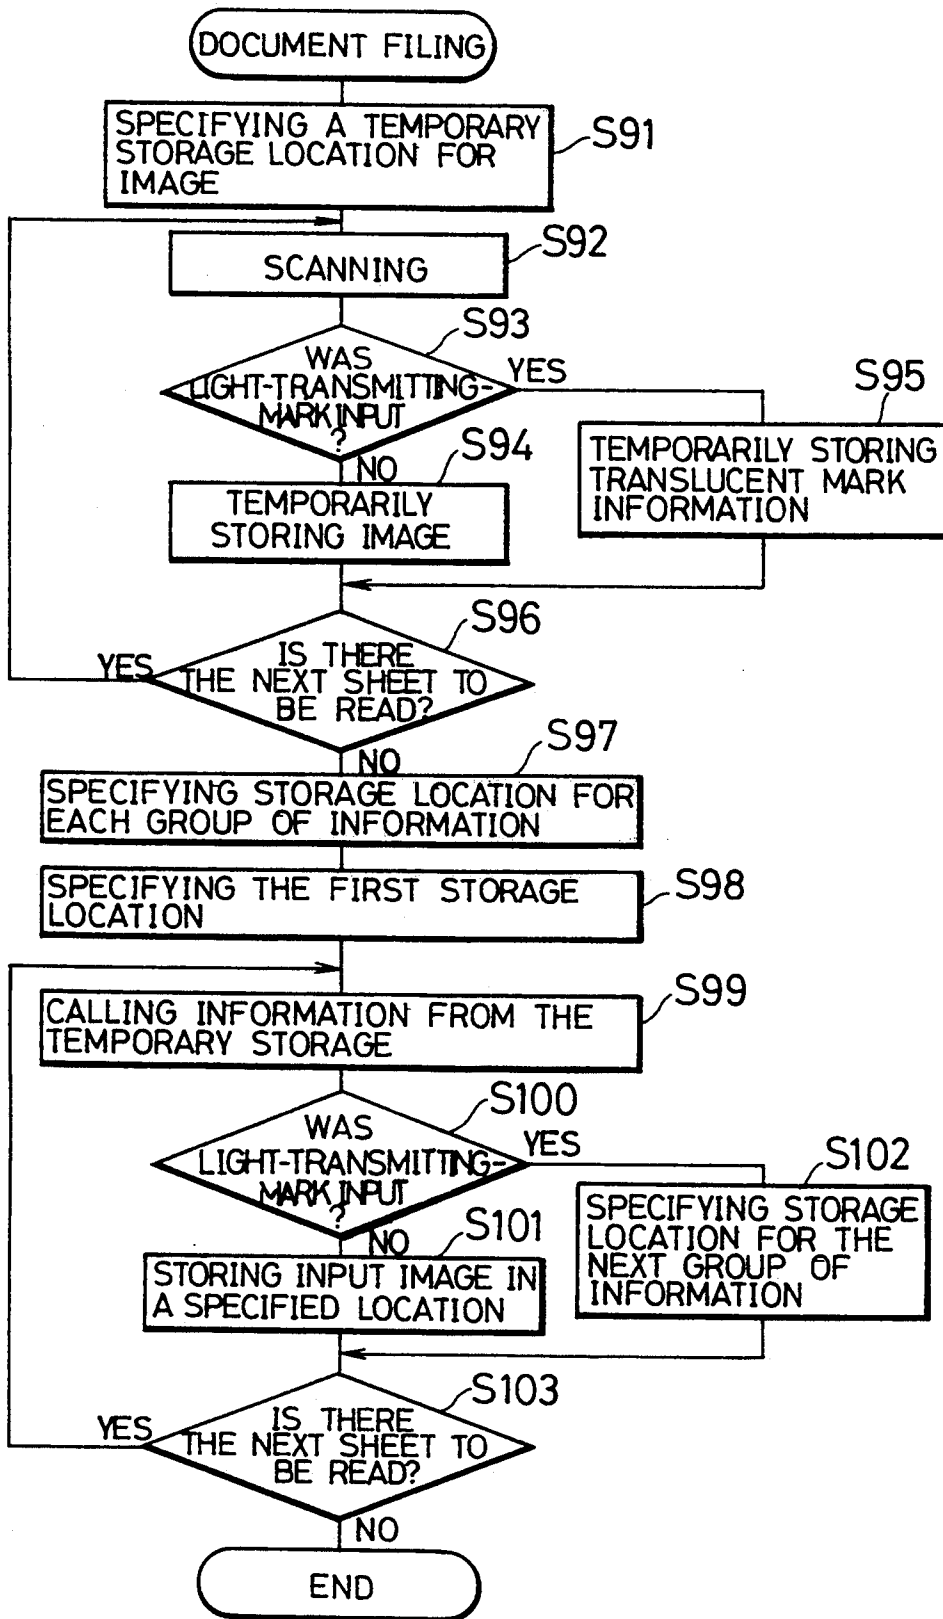 DOCUMENT FILING
SPECIFYING A TEMPORARY
STORAGE LOCATION FOR
IMAGE
S91
SCANNING
S92
WAS
LIGHT-TRANSMITTING-
MARK INPUT
?
S93
YES
NO
TEMPORARILY
STORING IMAGE
S94
TEMPORARILY STORING
TRANSLUCENT MARK
INFORMATION
S95
IS THERE
THE NEXT SHEET TO
BE READ?
S96
YES
NO
SPECIFYING STORAGE LOCATION FOR
EACH GROUP OF INFORMATION
S97
SPECIFYING THE FIRST STORAGE
LOCATION
S98
CALLING INFORMATION FROM THE
TEMPORARY STORAGE
S99
WAS
LIGHT-TRANSMITTING-
MARK INPUT
?
S100
YES
NO
STORING INPUT IMAGE IN
A SPECIFIED LOCATION
S101
SPECIFYING STORAGE
LOCATION FOR THE
NEXT GROUP OF
INFORMATION
S102
IS THERE
THE NEXT SHEET TO
BE READ?
S103
YES
NO
END